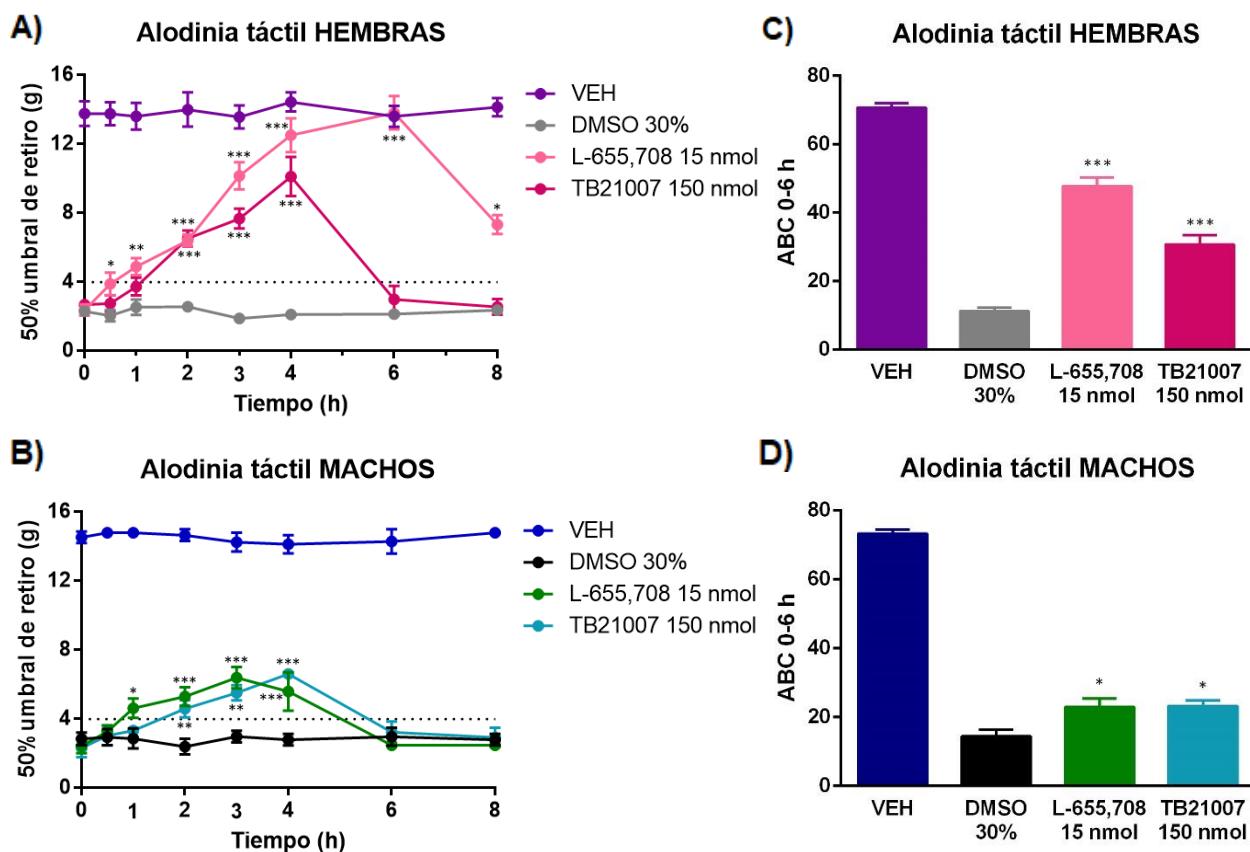 A)
Alodinia táctil HEMBRAS
50% umbral de retiro (g)
16
12
8
4
0
***
***
***
***
*
**
***
***
***
*
0 1 2 3 4 6 8
Tiempo (h)
VEH
DMSO 30%
L-655,708 15 nmol
TB21007 150 nmol
C)
Alodinia táctil HEMBRAS
ABC 0-6 h
80
60
40
20
0
***
***
VEH DMSO L-655,708 TB21007
30% 15 nmol 150 nmol
B)
Alodinia táctil MACHOS
50% umbral de retiro (g)
16
12
8
4
0
*
***
***
***
***
**
**
0 1 2 3 4 6 8
Tiempo (h)
VEH
DMSO 30%
L-655,708 15 nmol
TB21007 150 nmol
D)
Alodinia táctil MACHOS
ABC 0-6 h
80
60
40
20
0
*
*
VEH DMSO L-655,708 TB21007
30% 15 nmol 150 nmol